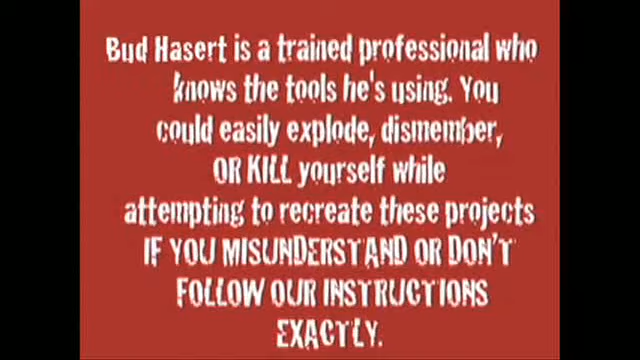 Bud Hasert is a trained professional who
knows the tools he's using. You
could easily explode, dismember,
OR KILL yourself while
attempting to recreate these projects
IF YOU MISUNDERSTAND OR DON'T
FOLLOW OUR INSTRUCTIONS
EXACTLY.